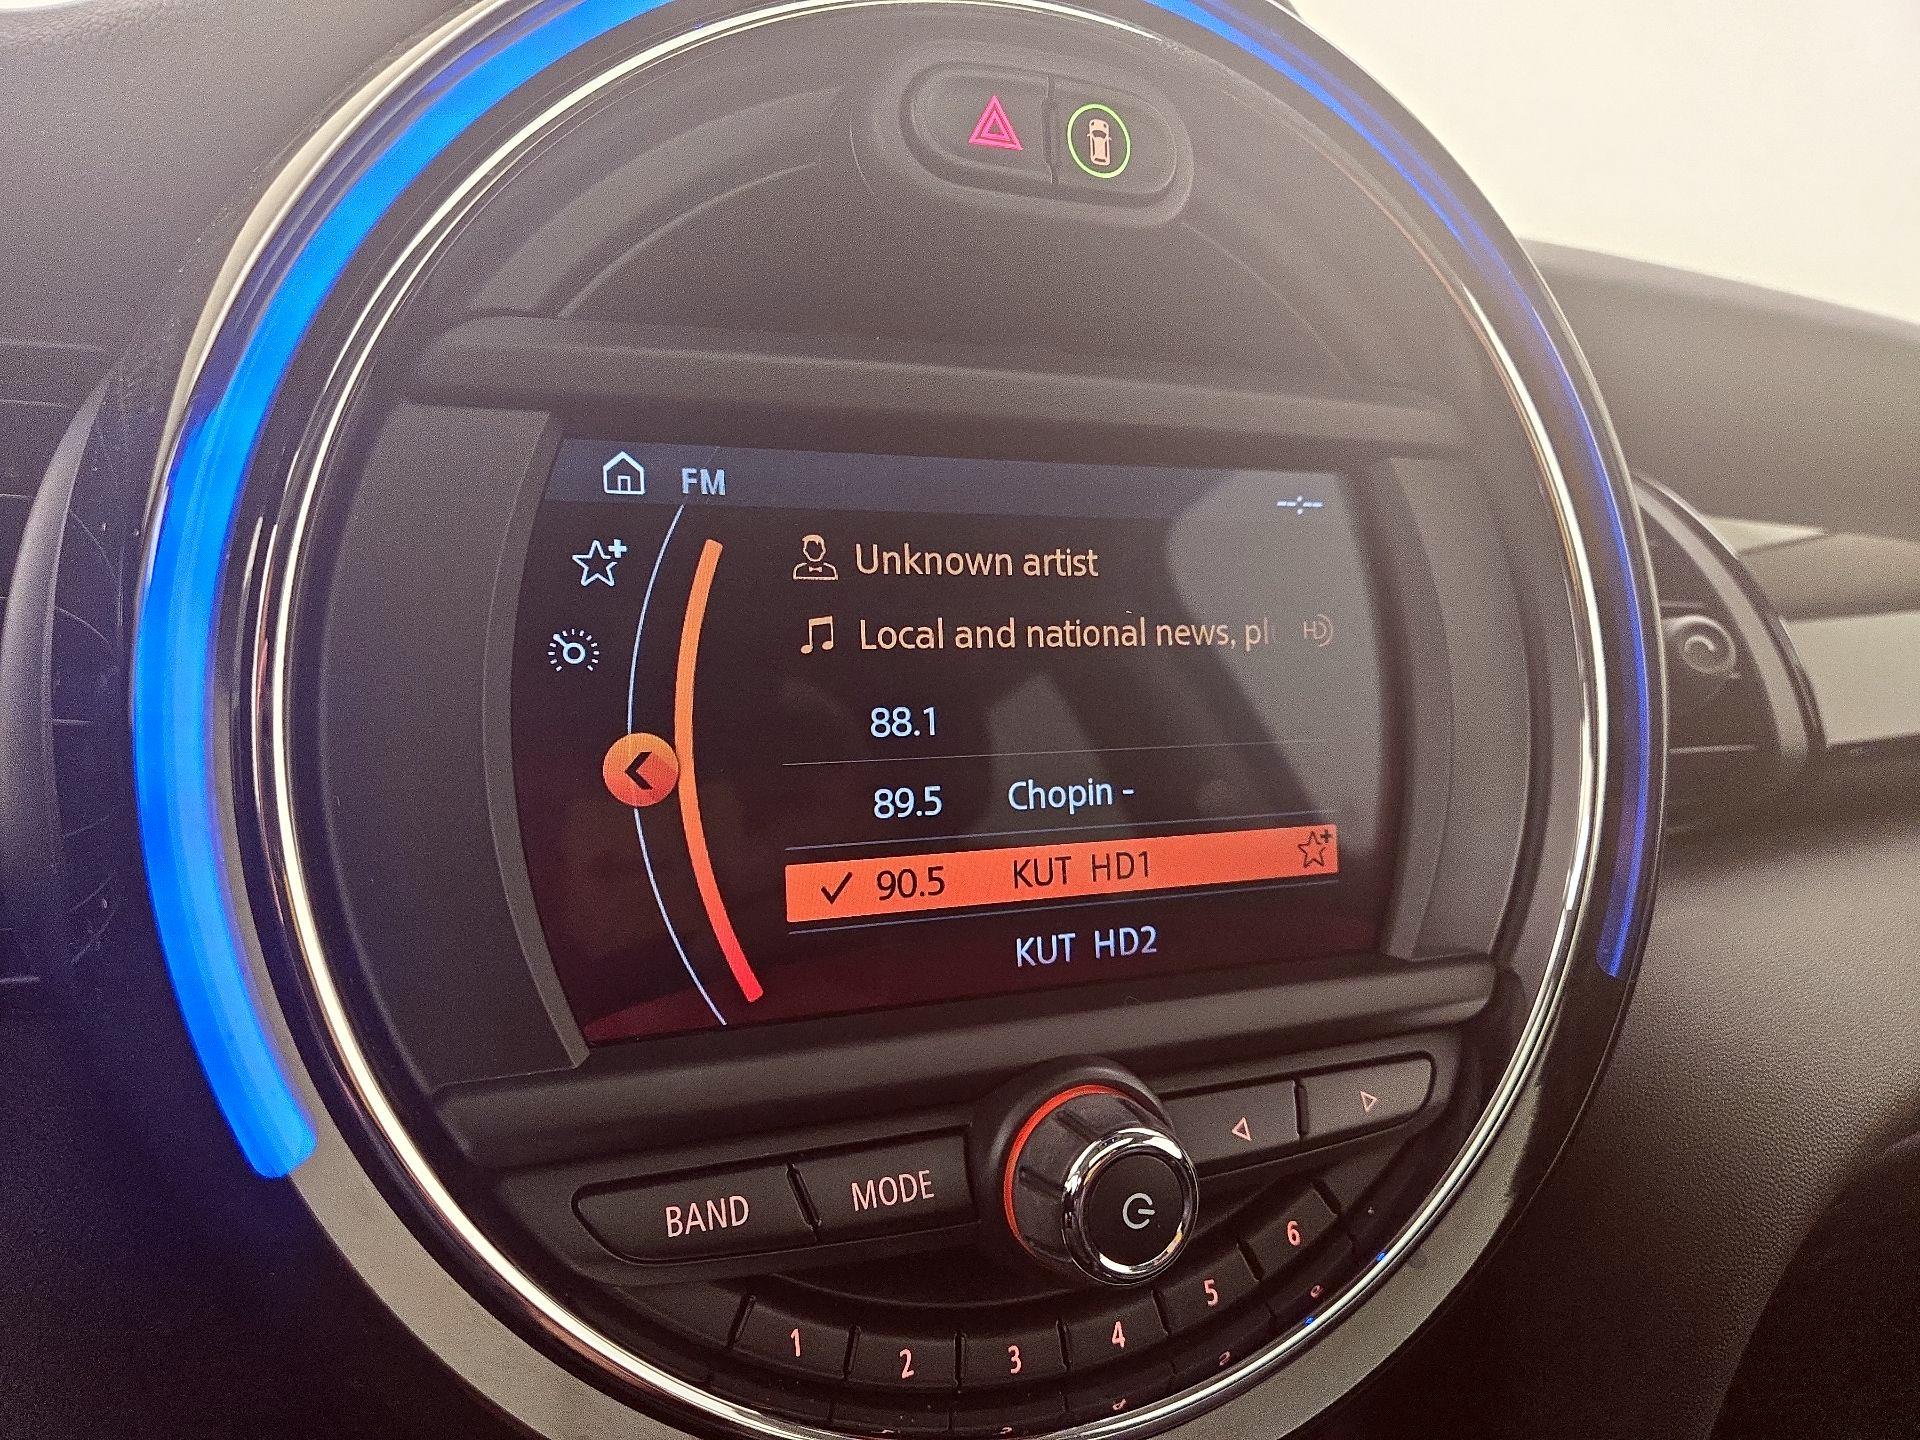 FM
--:--
Unknown artist
Local and national news, pl HD
88.1
89.5 Chopin -
90.5 KUT HD1
KUT HD2
BAND MODE
1 2 3 4 5 6